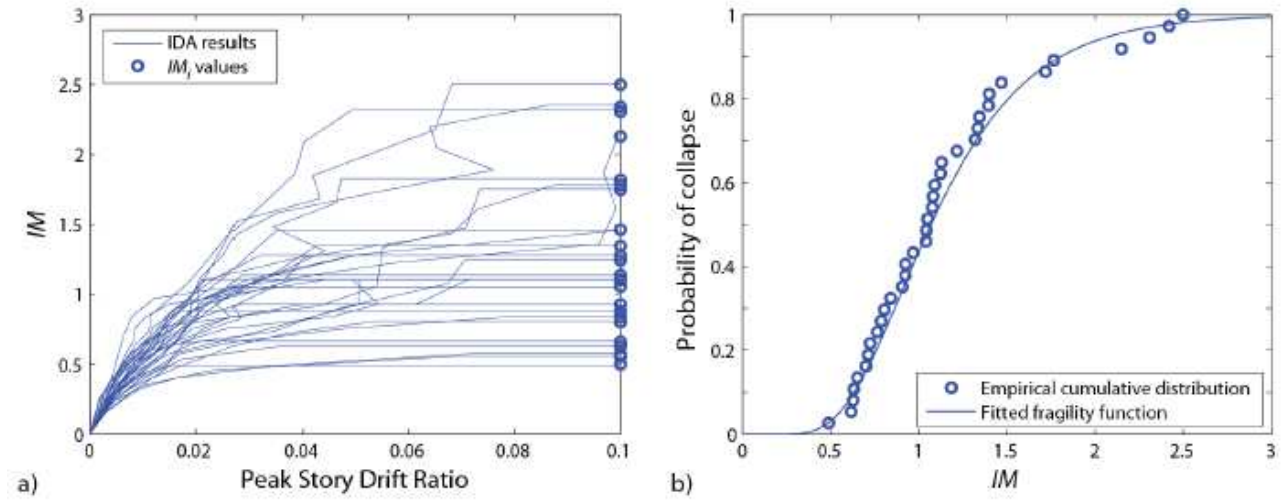 3
2.5
2
1.5
1
0.5
0
IM
IDA results
IMi values
0
0.02
0.04
0.06
0.08
0.1
Peak Story Drift Ratio
a)
1
0.8
0.6
0.4
0.2
0
Probability of collapse
Empirical cumulative distribution
Fitted fragility function
0
0.5
1
1.5
2
2.5
3
IM
b)